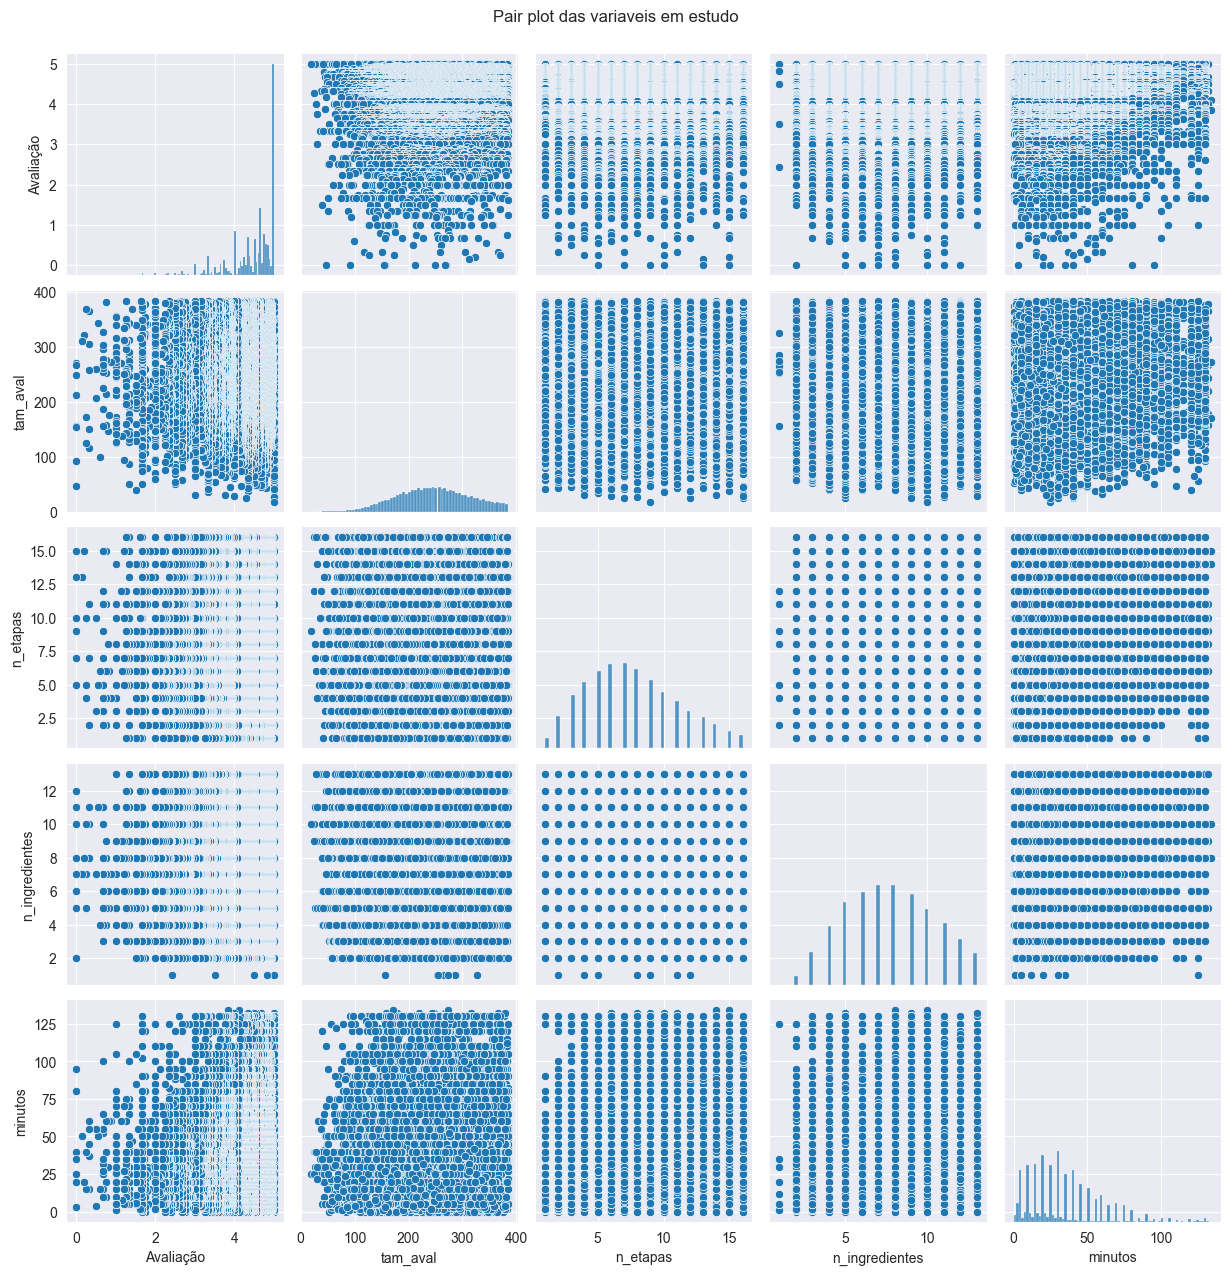 Pair plot das variaveis em estudo
5
4
3
2
1
0
Avaliação
400
300
200
100
0
tam_aval
15.0
12.5
10.0
7.5
5.0
2.5
n_etapas
12
10
8
6
4
2
n_ingredientes
125
100
75
50
25
0
minutos
0 4
Avaliação
0 100 200 300 400
tam_aval
5 10 15
n_etapas
5 10
n_ingredientes
0 50 100
minutos